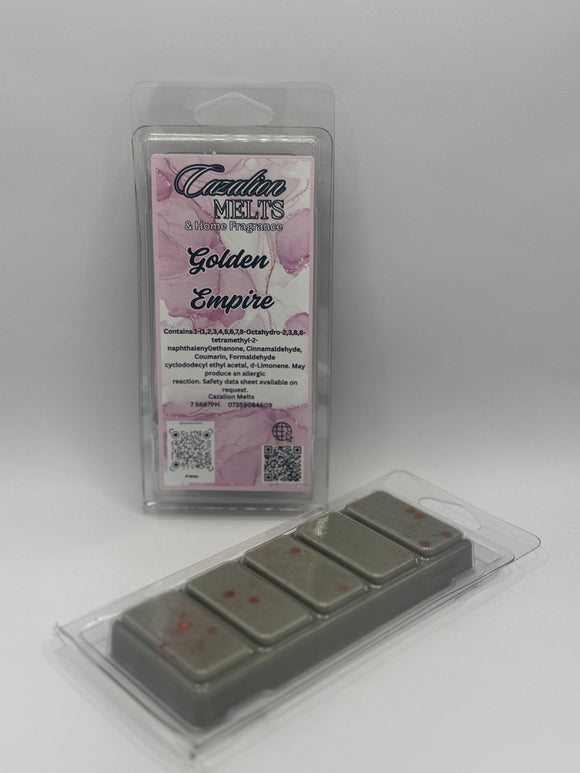 Cazalion
MELTS
& Home Fragrance
Golden
Empire
Contains:1-(1,2,3,4,5,6,7,8-Octahydro-2,3,8,8-
tetramethyl-2-
naphthalenyl)ethanone, Cinnamaldehyde,
Coumarin, Formaldehyde
cyclododecyl ethyl acetal, d-Limonene. May
produce an allergic
reaction. Safety data sheet available on
request.
Cazalion Melts